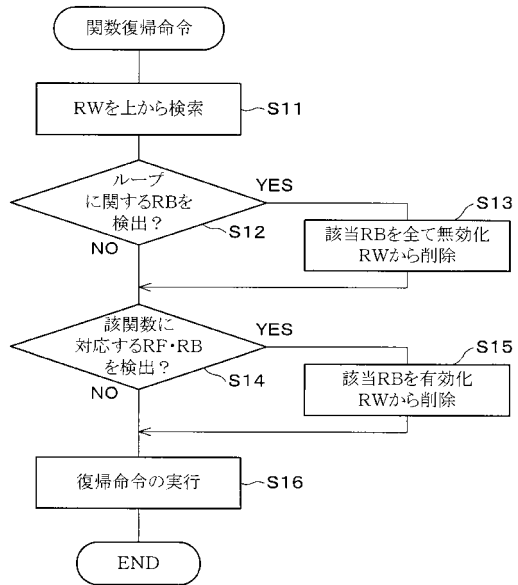 関数復帰命令
RWを上から検索
S11
ループ
に関するRBを
検出?
YES
S12
NO
S13
該当RBを全て無効化
RWから削除
該関数に
対応するRF・RB
を検出?
YES
S14
NO
S15
該当RBを有効化
RWから削除
復帰命令の実行
S16
END